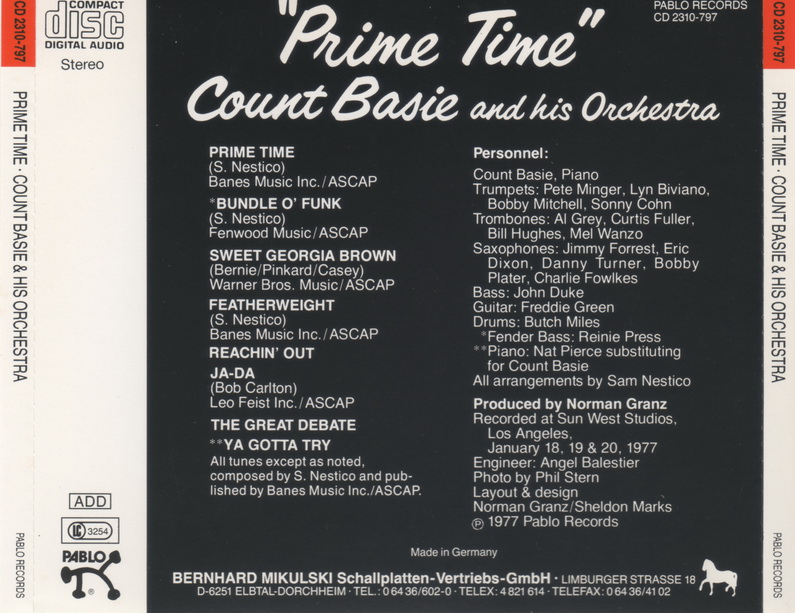 CD 2310-797
PRIME TIME · COUNT BASIE & HIS ORCHESTRA
PABLO RECORDS
COMPACT
disc
DIGITAL AUDIO
Stereo
ADD
LC 3254
PABLO
®
PABLO RECORDS
CD 2310-797
"Prime Time"
Count Basie and his Orchestra
PRIME TIME
(S. Nestico)
Banes Music Inc./ASCAP
*BUNDLE O' FUNK
(S. Nestico)
Fenwood Music/ASCAP
SWEET GEORGIA BROWN
(Bernie/Pinkard/Casey)
Warner Bros. Music/ASCAP
FEATHERWEIGHT
(S. Nestico)
Banes Music Inc./ASCAP
REACHIN' OUT
JA-DA
(Bob Carlton)
Leo Feist Inc./ASCAP
THE GREAT DEBATE
**YA GOTTA TRY
All tunes except as noted,
composed by S. Nestico and pub-
lished by Banes Music Inc./ASCAP.
Personnel:
Count Basie, Piano
Trumpets: Pete Minger, Lyn Biviano,
Bobby Mitchell, Sonny Cohn
Trombones: Al Grey, Curtis Fuller,
Bill Hughes, Mel Wanzo
Saxophones: Jimmy Forrest, Eric
Dixon, Danny Turner, Bobby
Plater, Charlie Fowlkes
Bass: John Duke
Guitar: Freddie Green
Drums: Butch Miles
*Fender Bass: Reinie Press
**Piano: Nat Pierce substituting
for Count Basie
All arrangements by Sam Nestico
Produced by Norman Granz
Recorded at Sun West Studios,
Los Angeles,
January 18, 19 & 20, 1977
Engineer: Angel Balestier
Photo by Phil Stern
Layout & design
Norman Granz/Sheldon Marks
℗ 1977 Pablo Records
Made in Germany
BERNHARD MIKULSKI Schallplatten-Vertriebs-GmbH · LIMBURGER STRASSE 18
D-6251 ELBTAL-DORCHHEIM · TEL.: 0 64 36/602-0 · TELEX: 4 821 614 · TELEFAX: 0 64 36/41 02
CD 2310-797
PRIME TIME · COUNT BASIE & HIS ORCHESTRA
PABLO RECORDS